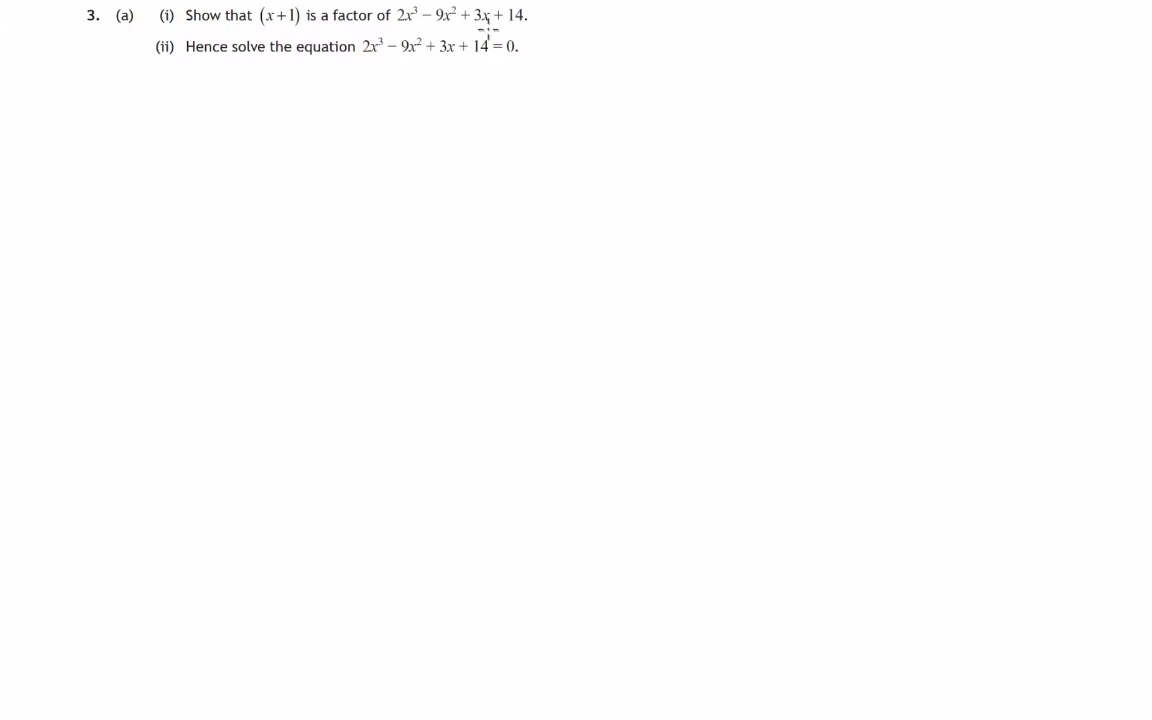 3. (a) (i) Show that (x+1) is a factor of 2x³ − 9x² + 3x + 14.
(ii) Hence solve the equation 2x³ − 9x² + 3x + 14 = 0.